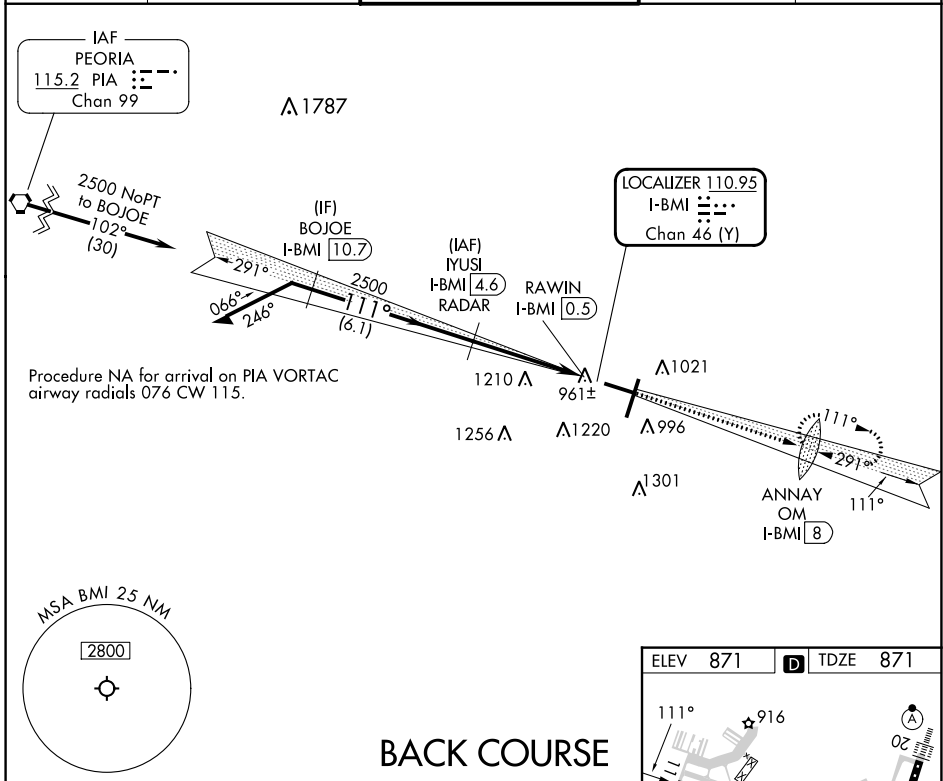 IAF
PEORIA
115.2 PIA
Chan 99
1787
2500 NoPT
to BOJOE
102°
(30)
(IF)
BOJOE
I-BMI 10.7
291°
066°
246°
2500
111°
(6.1)
(IAF)
IYUSI
I-BMI 4.6
RADAR
RAWIN
I-BMI 0.5
LOCALIZER 110.95
I-BMI
Chan 46 (Y)
Procedure NA for arrival on PIA VORTAC
airway radials 076 CW 115.
1210
961±
1021
1256
1220
996
1301
111°
291°
111°
ANNAY
OM
I-BMI 8
MSA BMI 25 NM
2800
BACK COURSE
ELEV 871 D TDZE 871
111°
916
A
20
11